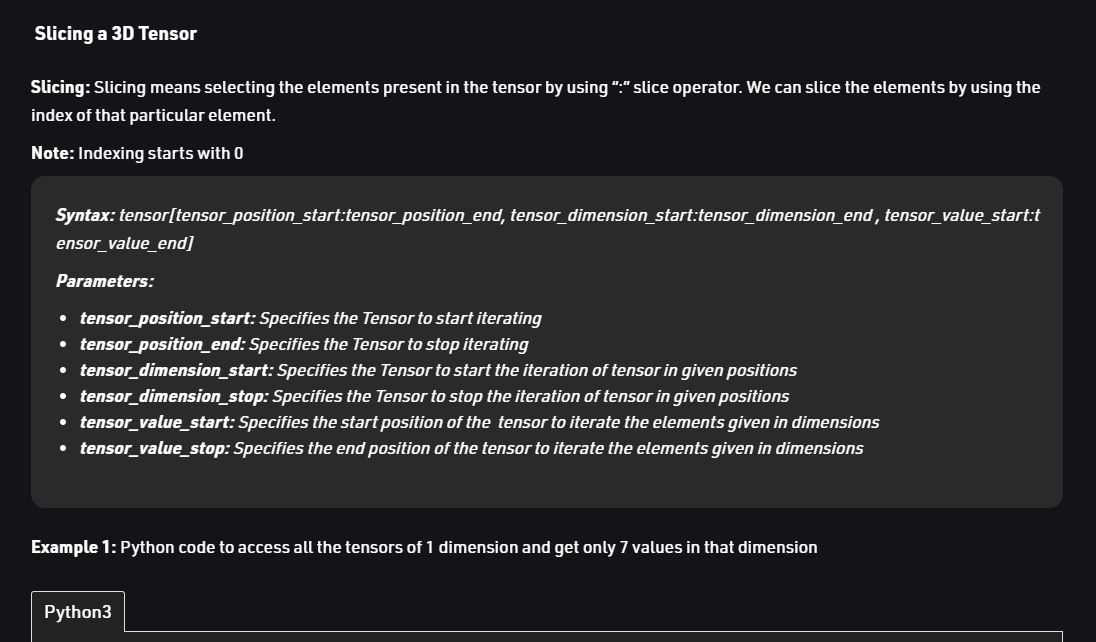 Slicing a 3D Tensor
Slicing: Slicing means selecting the elements present in the tensor by using “:” slice operator. We can slice the elements by using the
index of that particular element.
Note: Indexing starts with 0
Syntax: tensor[tensor_position_start:tensor_position_end, tensor_dimension_start:tensor_dimension_end , tensor_value_start:t
ensor_value_end]
Parameters:
• tensor_position_start: Specifies the Tensor to start iterating
• tensor_position_end: Specifies the Tensor to stop iterating
• tensor_dimension_start: Specifies the Tensor to start the iteration of tensor in given positions
• tensor_dimension_stop: Specifies the Tensor to stop the iteration of tensor in given positions
• tensor_value_start: Specifies the start position of the  tensor to iterate the elements given in dimensions
• tensor_value_stop: Specifies the end position of the tensor to iterate the elements given in dimensions
Example 1: Python code to access all the tensors of 1 dimension and get only 7 values in that dimension
Python3